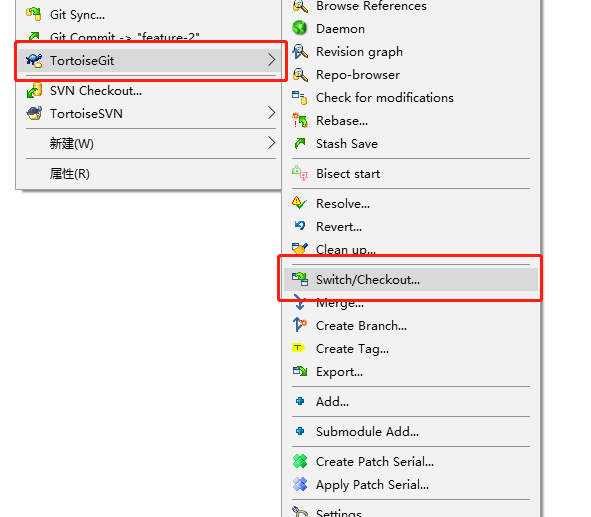 Git Sync...
Git Commit -> "feature-2"
TortoiseGit
SVN Checkout...
TortoiseSVN
新建(W)
属性(R)
Browse References
Daemon
Revision graph
Repo-browser
Check for modifications
Rebase...
Stash Save
Bisect start
Resolve...
Revert...
Clean up...
Switch/Checkout...
Merge...
Create Branch...
Create Tag...
Export...
Add...
Submodule Add...
Create Patch Serial...
Apply Patch Serial...
Settings